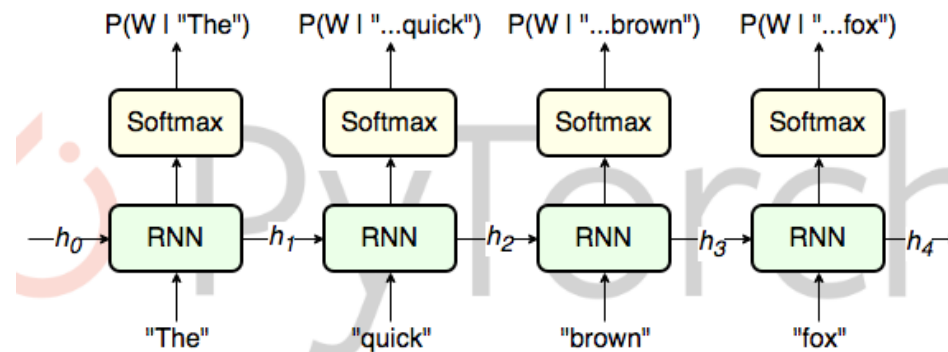 P(W | "The") P(W | "...quick") P(W | "...brown") P(W | "...fox")
Softmax Softmax Softmax Softmax
PyTorch
h0 RNN h1 RNN h2 RNN h3 RNN h4
"The" "quick" "brown" "fox"